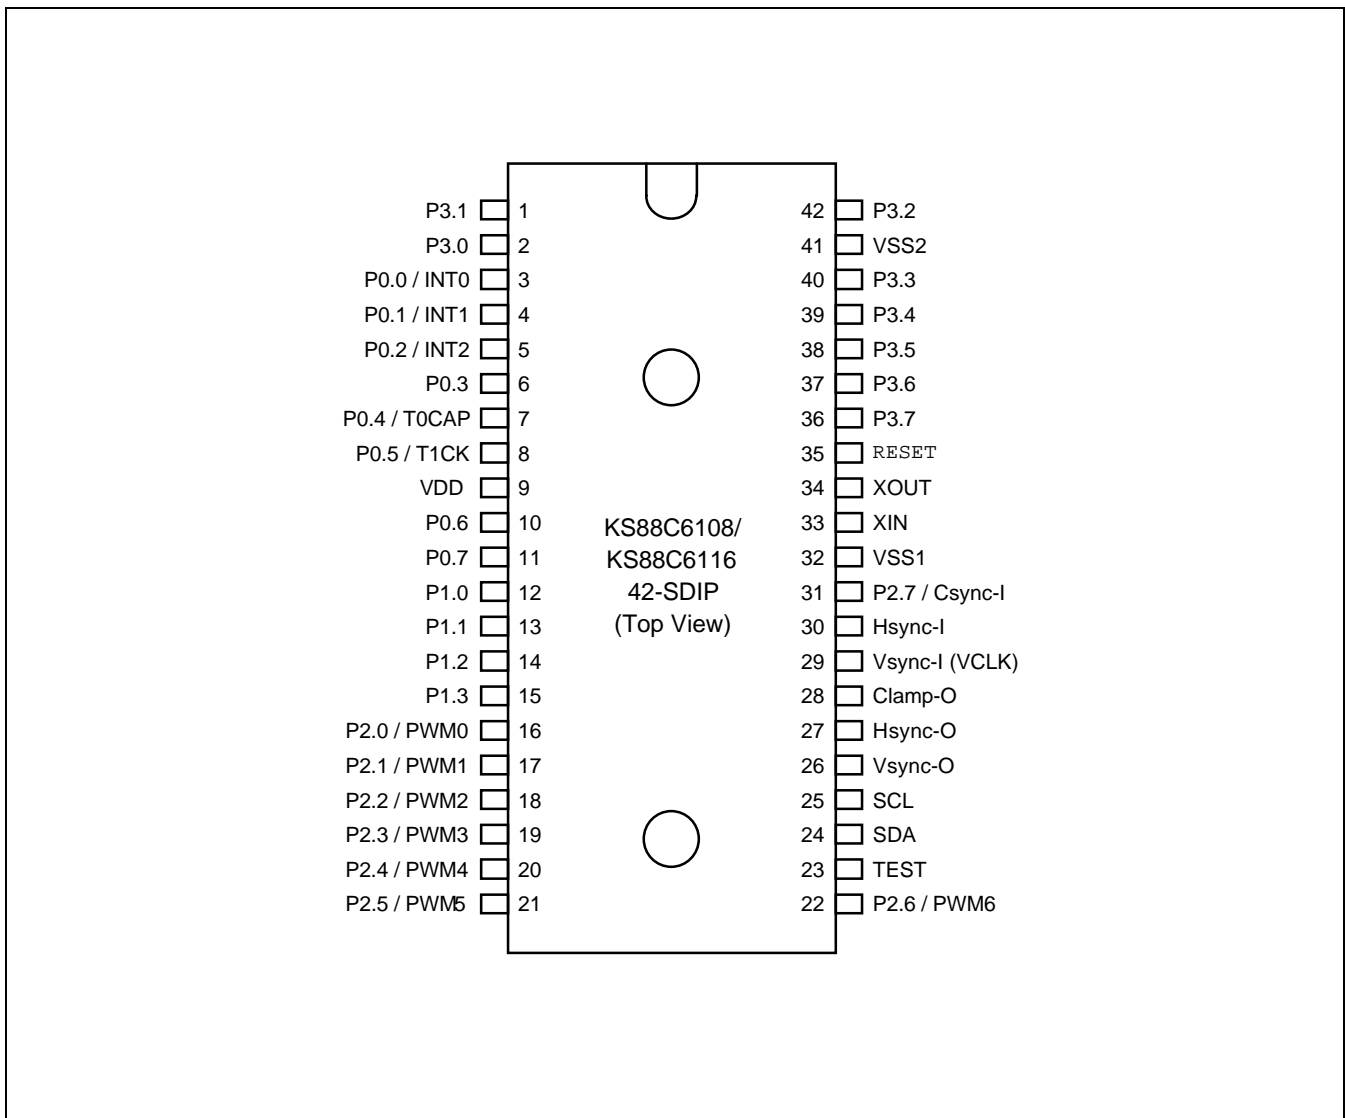 P3.1 1 42 P3.2
P3.0 2 41 VSS2
P0.0 / INT0 3 40 P3.3
P0.1 / INT1 4 39 P3.4
P0.2 / INT2 5 38 P3.5
P0.3 6 37 P3.6
P0.4 / T0CAP 7 36 P3.7
P0.5 / T1CK 8 35 RESET
VDD 9 34 XOUT
P0.6 10 33 XIN
P0.7 11 32 VSS1
P1.0 12 31 P2.7 / Csync-I
P1.1 13 30 Hsync-I
P1.2 14 29 Vsync-I (VCLK)
P1.3 15 28 Clamp-O
P2.0 / PWM0 16 27 Hsync-O
P2.1 / PWM1 17 26 Vsync-O
P2.2 / PWM2 18 25 SCL
P2.3 / PWM3 19 24 SDA
P2.4 / PWM4 20 23 TEST
P2.5 / PWM5 21 22 P2.6 / PWM6
KS88C6108/
KS88C6116
42-SDIP
(Top View)